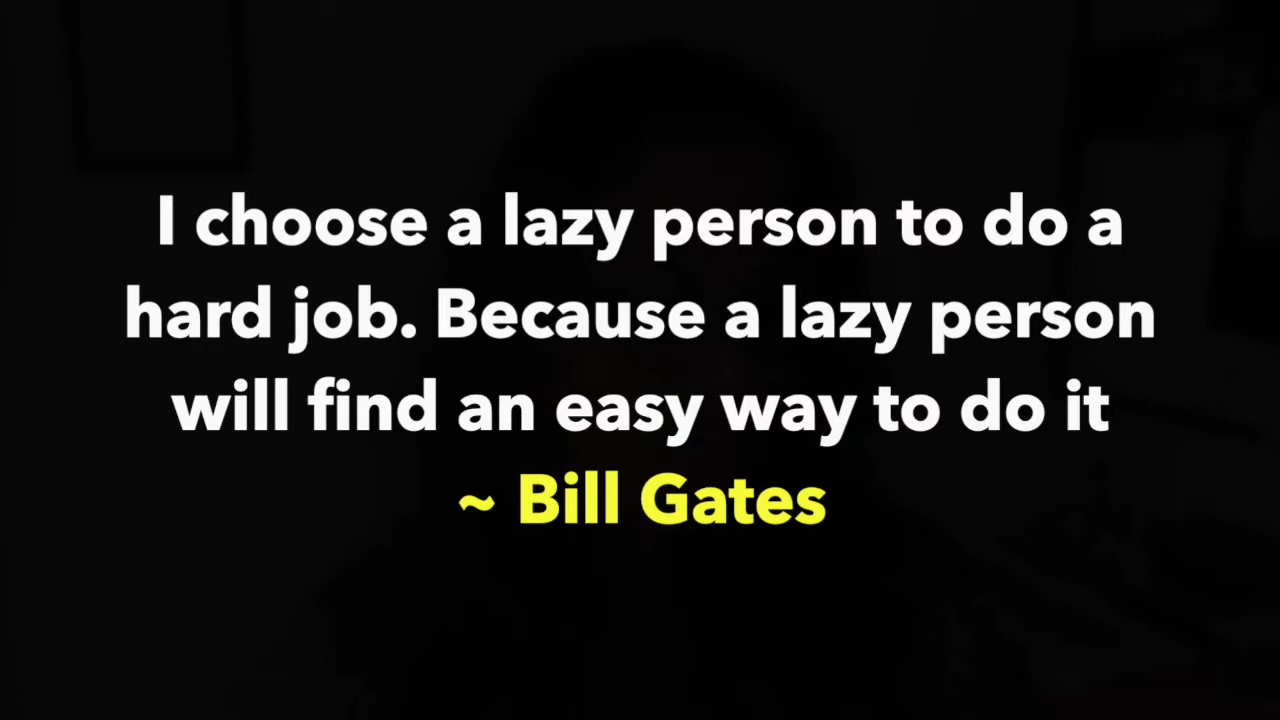 I choose a lazy person to do a
hard job. Because a lazy person
will find an easy way to do it
~ Bill Gates